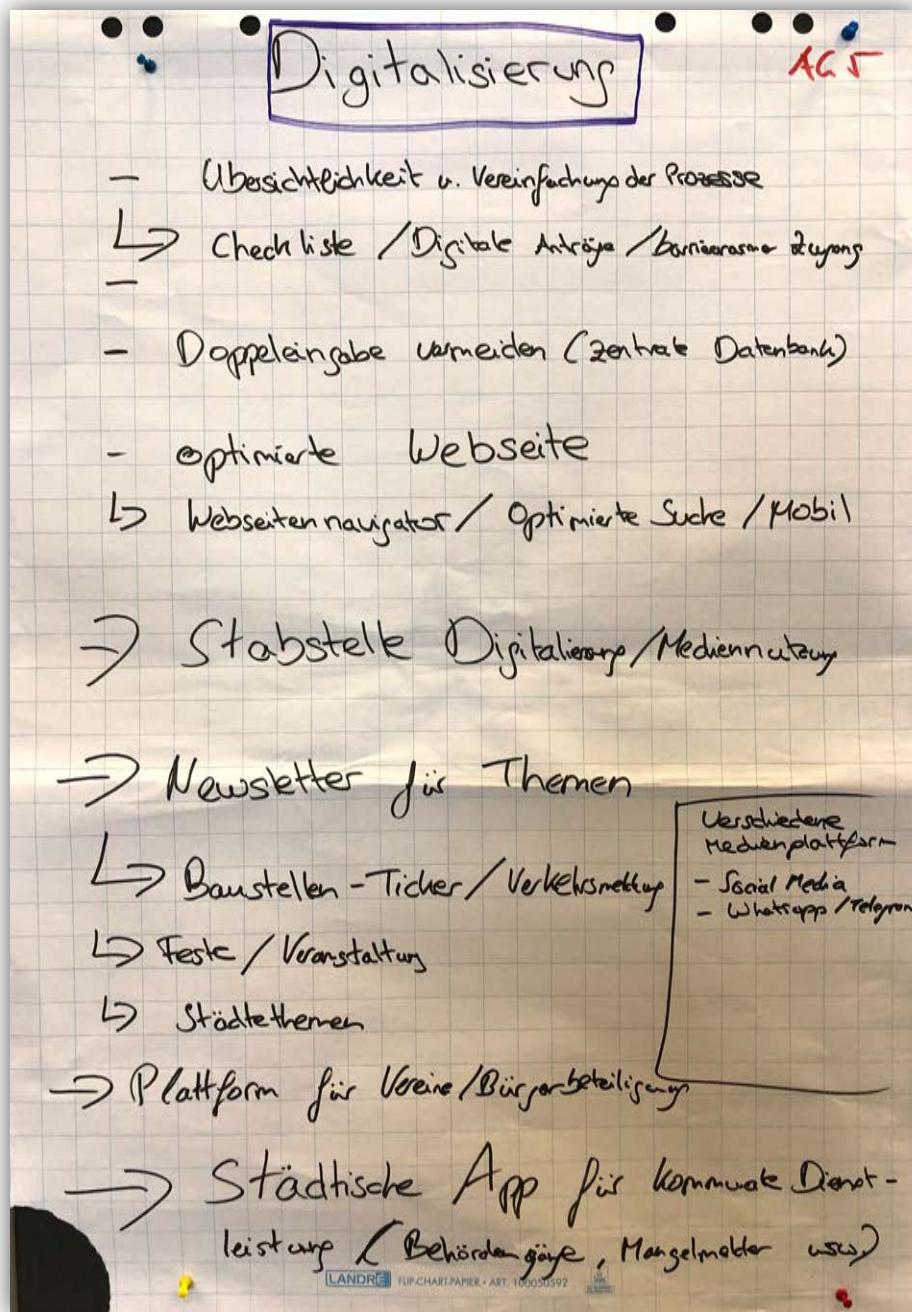 Digitalisierung
AG 5
- Übersichtlichkeit u. Vereinfachung der Prozesse
↳ Checkliste / Digitale Anträge / barrierearme Zugang
-
- Doppeleingabe vermeiden (zentrale Datenbank)
- optimierte Webseite
↳ Webseitennavigator / Optimierte Suche / Mobil
→ Stabstelle Digitalierung / Mediennutzung
→ Newsletter für Themen
↳ Baustellen-Ticker / Verkehrsmeldung
↳ Feste / Veranstaltung
↳ Städtethemen
Verschiedene
Medienplattform
- Social Media
- Whatsapp / Telegram
→ Plattform für Vereine / Bürgerbeteiligung
→ Städtische App für kommunale Dienst-
leistung (Behördengänge, Mangelmelder usw.)
LANDRÉ FLIP-CHART-PAPIER • ART. 100050592